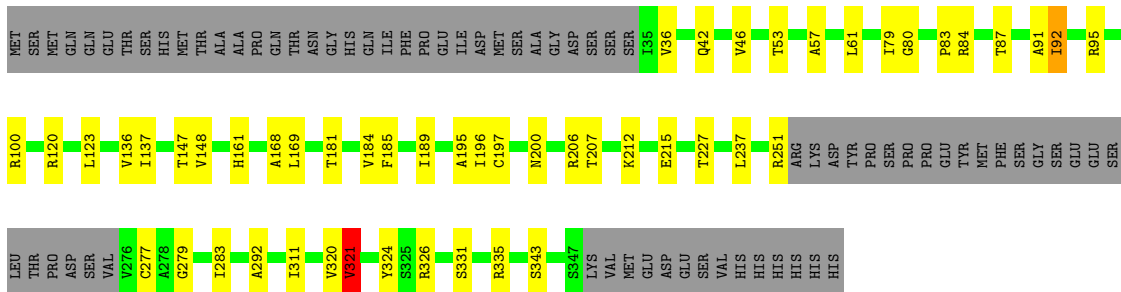 MET SER MET GLN GLN GLU THR SER HIS MET THR ALA ALA PRO GLN THR ASN GLY HIS GLN ILE PHE PRO GLU ILE ASP MET SER ALA GLY ASP SER SER SER I35 V36 Q42 V46 T53 A57 L61 I79 G80 P83 R84 T87 A91 I92 R95
R100 R120 L123 V136 I137 T147 V148 H161 A168 L169 T181 V184 F185 I189 A195 I196 C197 N200 R206 T207 K212 E215 T227 L237 R251 ARG LYS ASP TYR PRO SER PRO PRO GLU TYR MET PHE SER GLY SER GLU GLU SER
LEU THR PRO ASP SER VAL V276 C277 A278 G279 I283 A292 I311 V320 V321 Y324 S325 R326 S331 R335 S343 S347 LYS VAL MET GLU ASP GLU SER VAL HIS HIS HIS HIS HIS HIS